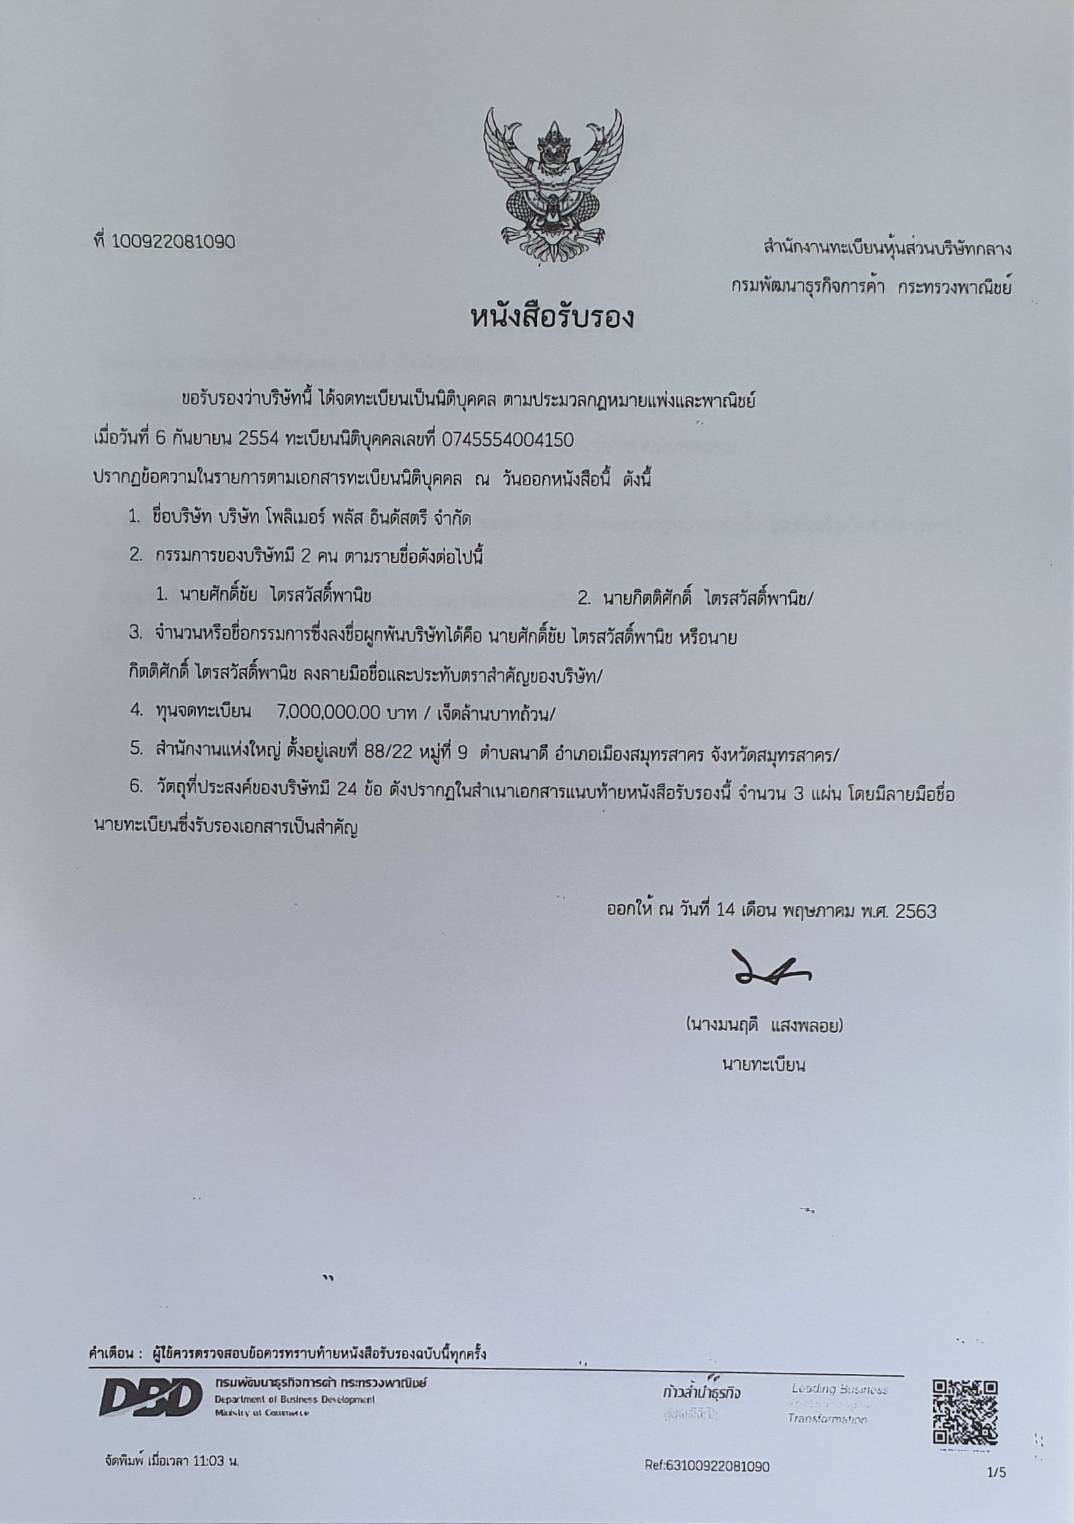 ที่ 100922081090
สำนักงานทะเบียนหุ้นส่วนบริษัทกลาง
กรมพัฒนาธุรกิจการค้า กระทรวงพาณิชย์
หนังสือรับรอง
ขอรับรองว่าบริษัทนี้ ได้จดทะเบียนเป็นนิติบุคคล ตามประมวลกฎหมายแพ่งและพาณิชย์
เมื่อวันที่ 6 กันยายน 2554 ทะเบียนนิติบุคคลเลขที่ 0745554004150
ปรากฏข้อความในรายการตามเอกสารทะเบียนนิติบุคคล ณ วันออกหนังสือนี้ ดังนี้
1. ชื่อบริษัท บริษัท โพลิเมอร์ พลัส อินดัสตรี จำกัด
2. กรรมการของบริษัทมี 2 คน ตามรายชื่อดังต่อไปนี้
1. นายศักดิ์ชัย ไตรสวัสดิ์พานิช 2. นายกิตติศักดิ์ ไตรสวัสดิ์พานิช/
3. จำนวนหรือชื่อกรรมการซึ่งลงชื่อผูกพันบริษัทได้คือ นายศักดิ์ชัย ไตรสวัสดิ์พานิช หรือนาย
กิตติศักดิ์ ไตรสวัสดิ์พานิช ลงลายมือชื่อและประทับตราสำคัญของบริษัท/
4. ทุนจดทะเบียน 7,000,000.00 บาท / เจ็ดล้านบาทถ้วน/
5. สำนักงานแห่งใหญ่ ตั้งอยู่เลขที่ 88/22 หมู่ที่ 9 ตำบลนาดี อำเภอเมืองสมุทรสาคร จังหวัดสมุทรสาคร/
6. วัตถุที่ประสงค์ของบริษัทมี 24 ข้อ ดังปรากฏในสำเนาเอกสารแนบท้ายหนังสือรับรองนี้ จำนวน 3 แผ่น โดยมีลายมือชื่อ
นายทะเบียนซึ่งรับรองเอกสารเป็นสำคัญ
ออกให้ ณ วันที่ 14 เดือน พฤษภาคม พ.ศ. 2563
(นางมนฤดี แสงพลอย)
นายทะเบียน
คำเตือน : ผู้ใช้ควรตรวจสอบข้อควรทราบท้ายหนังสือรับรองฉบับนี้ทุกครั้ง
DBD
กรมพัฒนาธุรกิจการค้า กระทรวงพาณิชย์
Department of Business Development
Ministry of Commerce
ก้าวล้ำนำธุรกิจ
Leading Business
Transformation
จัดพิมพ์ เมื่อเวลา 11:03 น.
Ref:63100922081090
1/5